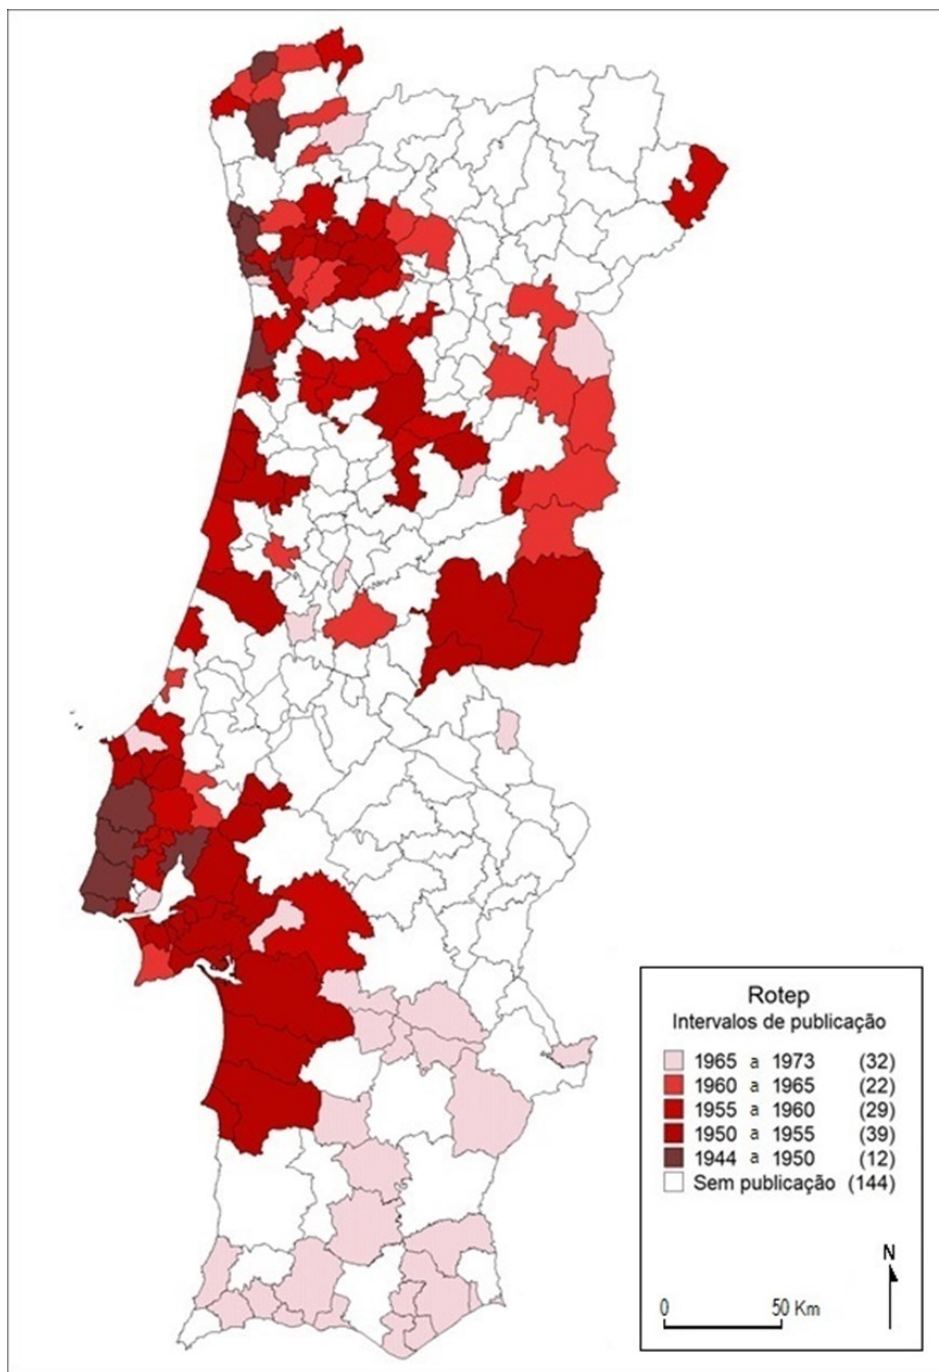 Rotep
Intervalos de publicação
1965 a 1973 (32)
1960 a 1965 (22)
1955 a 1960 (29)
1950 a 1955 (39)
1944 a 1950 (12)
Sem publicação (144)
N
0 50 Km